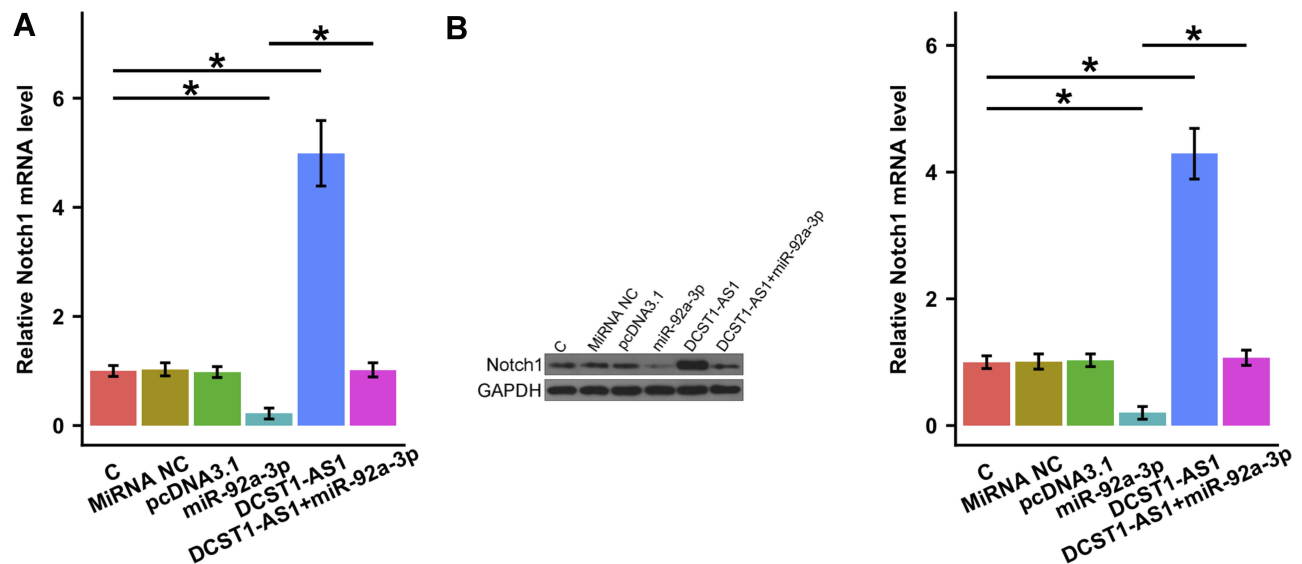 A
Relative Notch1 mRNA level
6
4
2
0
*
*
*
C
MiRNA NC
pcDNA3.1
miR-92a-3p
DCST1-AS1
DCST1-AS1+miR-92a-3p
B
C
MiRNA NC
pcDNA3.1
miR-92a-3p
DCST1-AS1
DCST1-AS1+miR-92a-3p
Notch1
GAPDH
Relative Notch1 mRNA level
6
4
2
0
*
*
*
C
MiRNA NC
pcDNA3.1
miR-92a-3p
DCST1-AS1
DCST1-AS1+miR-92a-3p